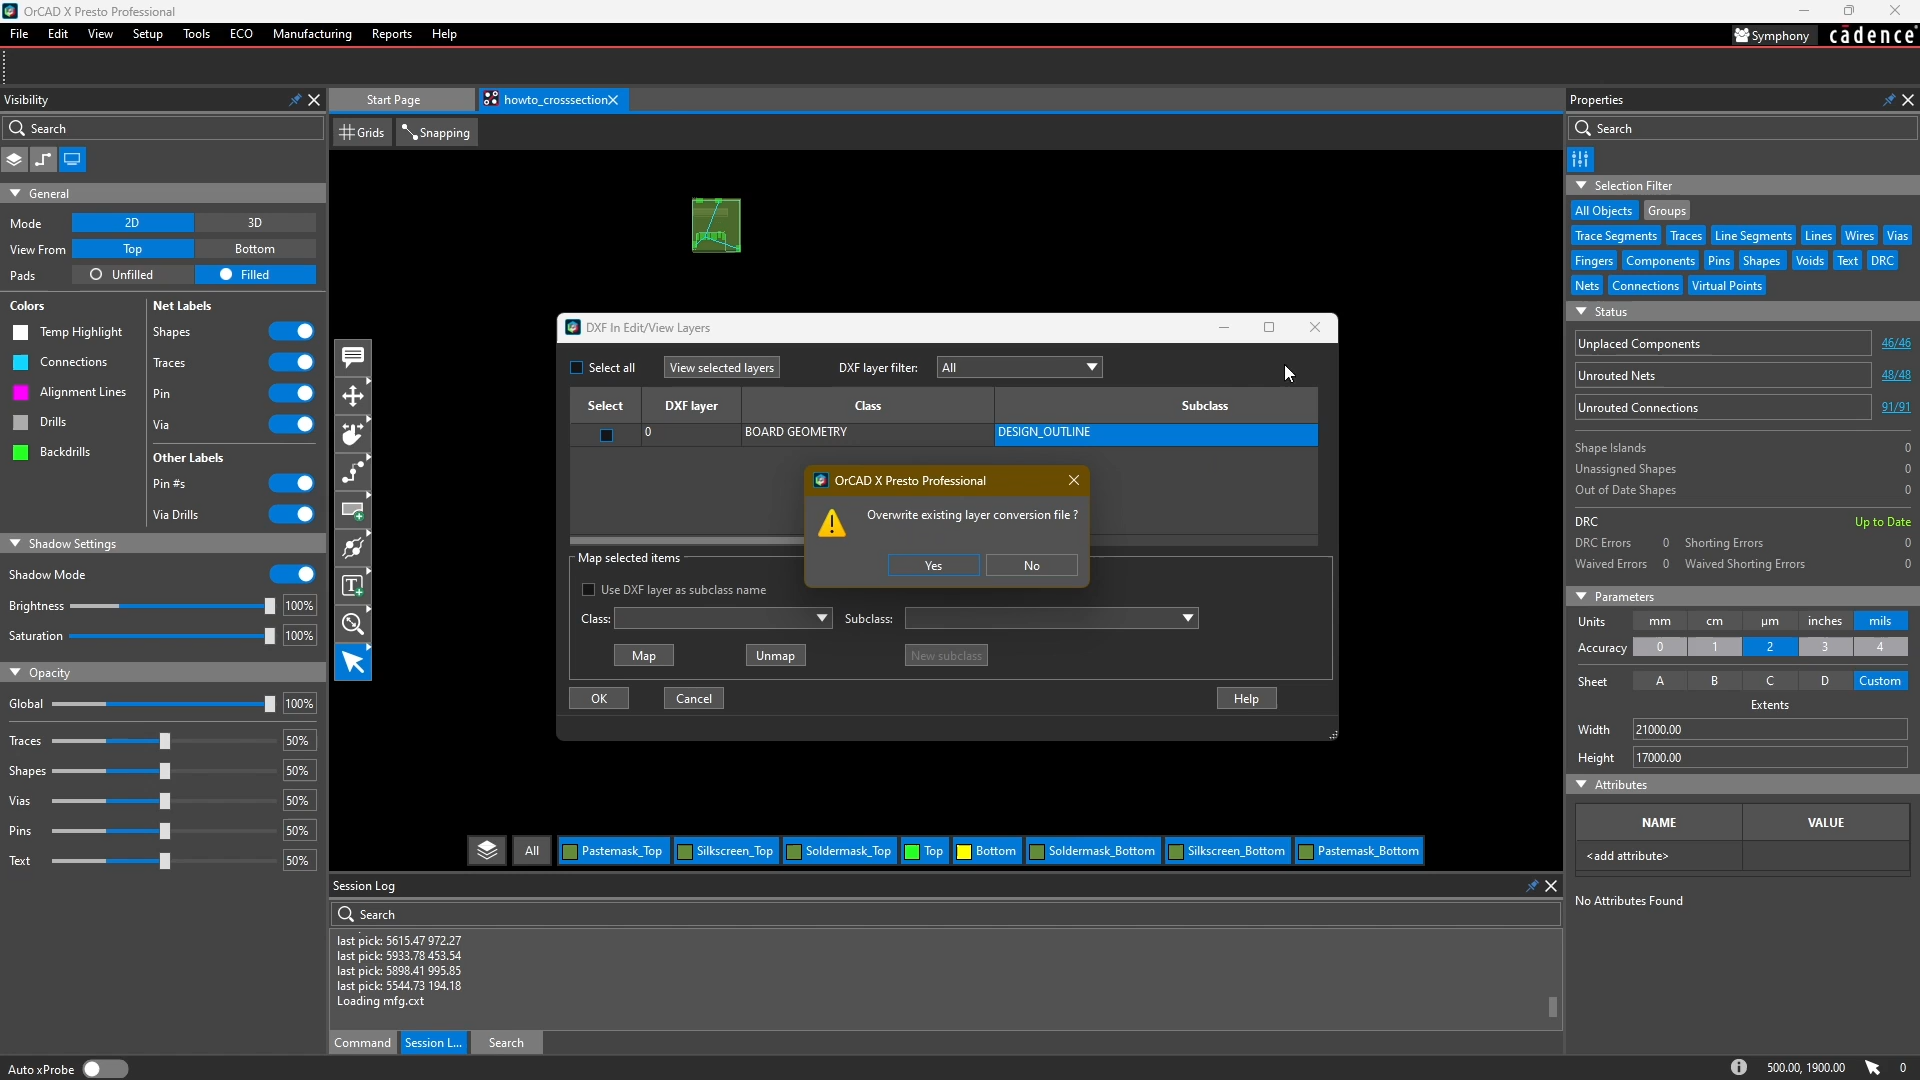 OrCAD X Presto Professional
File Edit View Setup Tools ECO Manufacturing Reports Help
Symphony cādence
Visibility
Search
General
Mode 2D 3D
View From Top Bottom
Pads Unfilled Filled
Colors
Temp Highlight
Connections
Alignment Lines
Drills
Backdrills
Net Labels
Shapes
Traces
Pin
Via
Other Labels
Pin #s
Via Drills
Shadow Settings
Shadow Mode
Brightness 100%
Saturation 100%
Opacity
Global 100%
Traces 50%
Shapes 50%
Vias 50%
Pins 50%
Text 50%
Auto xProbe
Start Page howto_crosssection
Grids Snapping
DXF In Edit/View Layers
Select all View selected layers DXF layer filter: All
Select DXF layer Class Subclass
0 BOARD GEOMETRY DESIGN_OUTLINE
OrCAD X Presto Professional
Overwrite existing layer conversion file ?
Yes No
Map selected items
Use DXF layer as subclass name
Class: Subclass:
Map Unmap New subclass
OK Cancel Help
All Pastemask_Top Silkscreen_Top Soldermask_Top Top Bottom Soldermask_Bottom Silkscreen_Bottom Pastemask_Bottom
Session Log
Search
last pick: 5615.47 972.27
last pick: 5933.78 453.54
last pick: 5898.41 995.85
last pick: 5544.73 194.18
Loading mfg.cxt
Command Session L... Search
Properties
Search
Selection Filter
All Objects Groups
Trace Segments Traces Line Segments Lines Wires Vias
Fingers Components Pins Shapes Voids Text DRC
Nets Connections Virtual Points
Status
Unplaced Components 46/46
Unrouted Nets 48/48
Unrouted Connections 91/91
Shape Islands 0
Unassigned Shapes 0
Out of Date Shapes 0
DRC Up to Date
DRC Errors 0 Shorting Errors 0
Waived Errors 0 Waived Shorting Errors 0
Parameters
Units mm cm µm inches mils
Accuracy 0 1 2 3 4
Sheet A B C D Custom
Extents
Width 21000.00
Height 17000.00
Attributes
NAME VALUE
<add attribute>
No Attributes Found
500.00, 1900.00 0